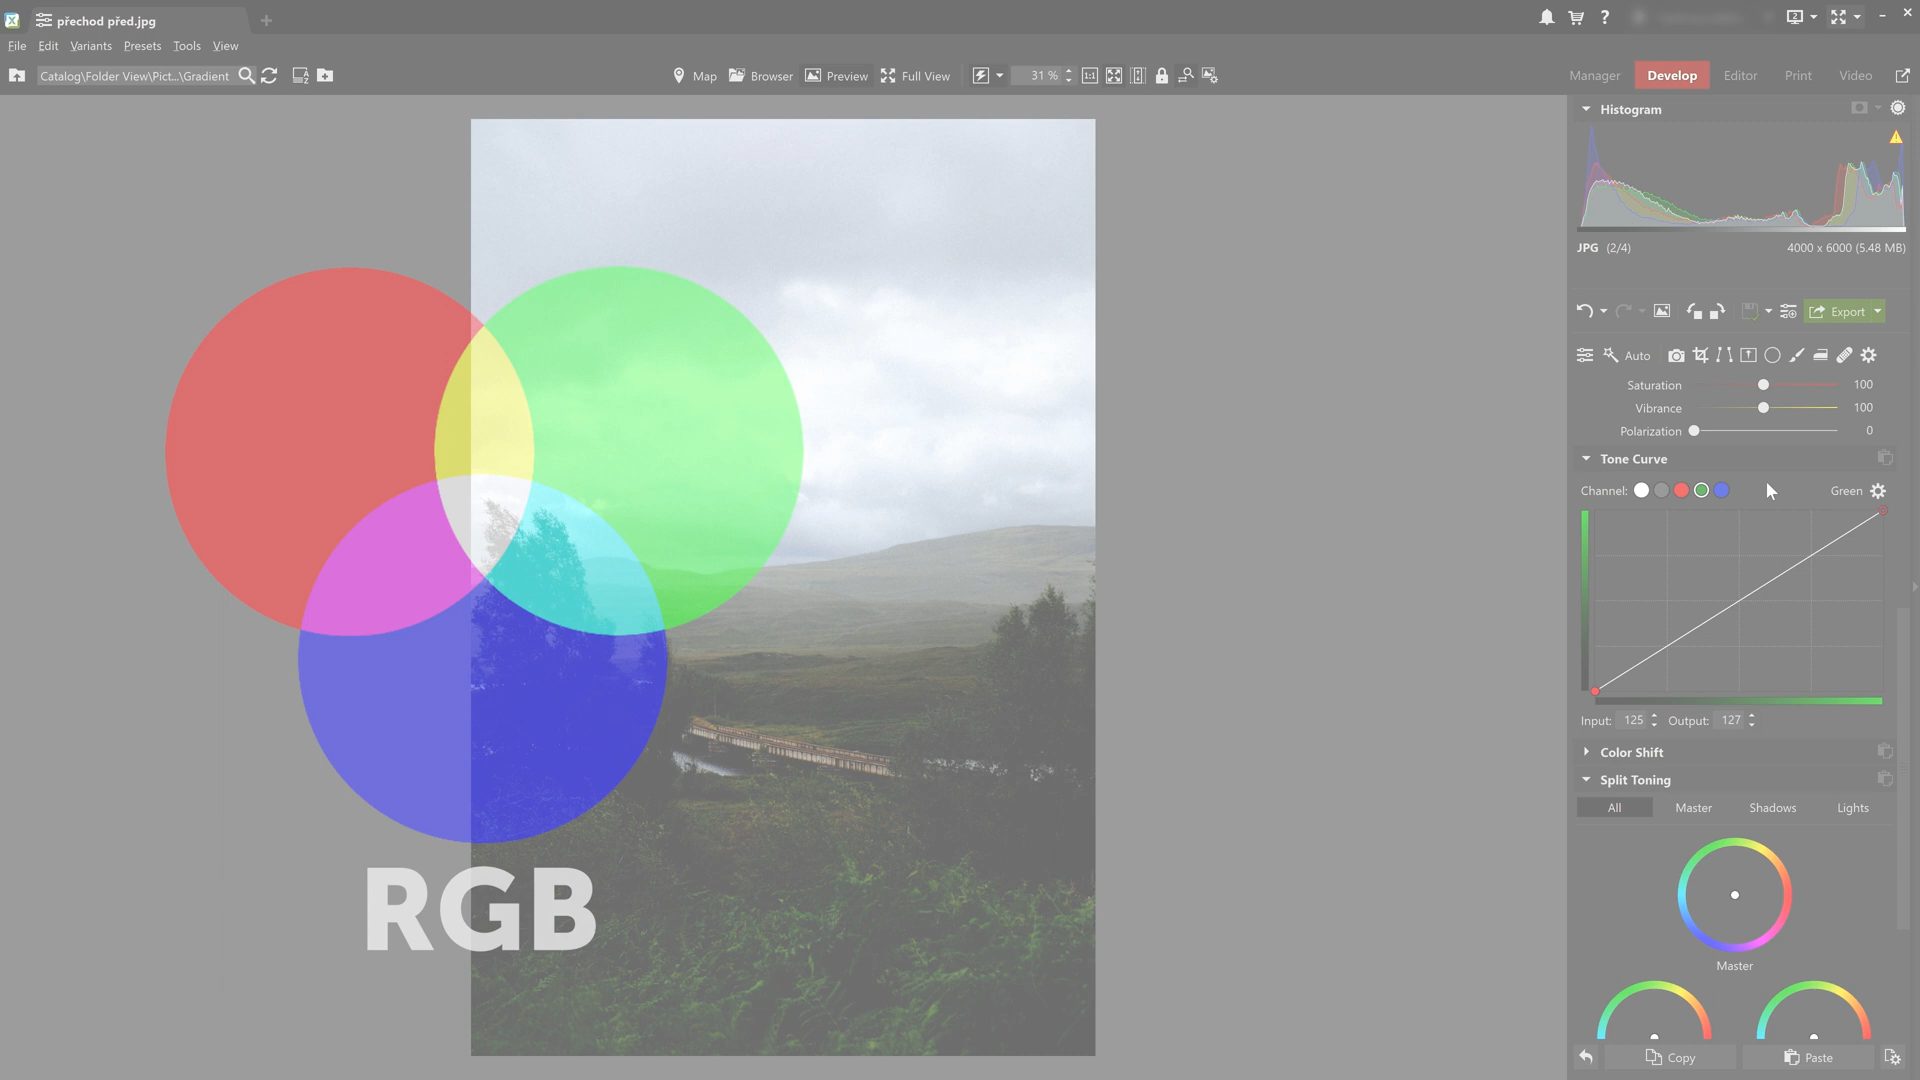 přechod před.jpg
File Edit Variants Presets Tools View
Catalog\Folder View\Pict...\Gradient
Map Browser Preview Full View 31 % 1:1
Manager Develop Editor Print Video
Histogram
JPG (2/4) 4000 x 6000 (5.48 MB)
Export
Auto
Saturation 100
Vibrance 100
Polarization 0
Tone Curve
Channel: Green
Input: 125 Output: 127
Color Shift
Split Toning
All Master Shadows Lights
Master
Copy Paste
RGB